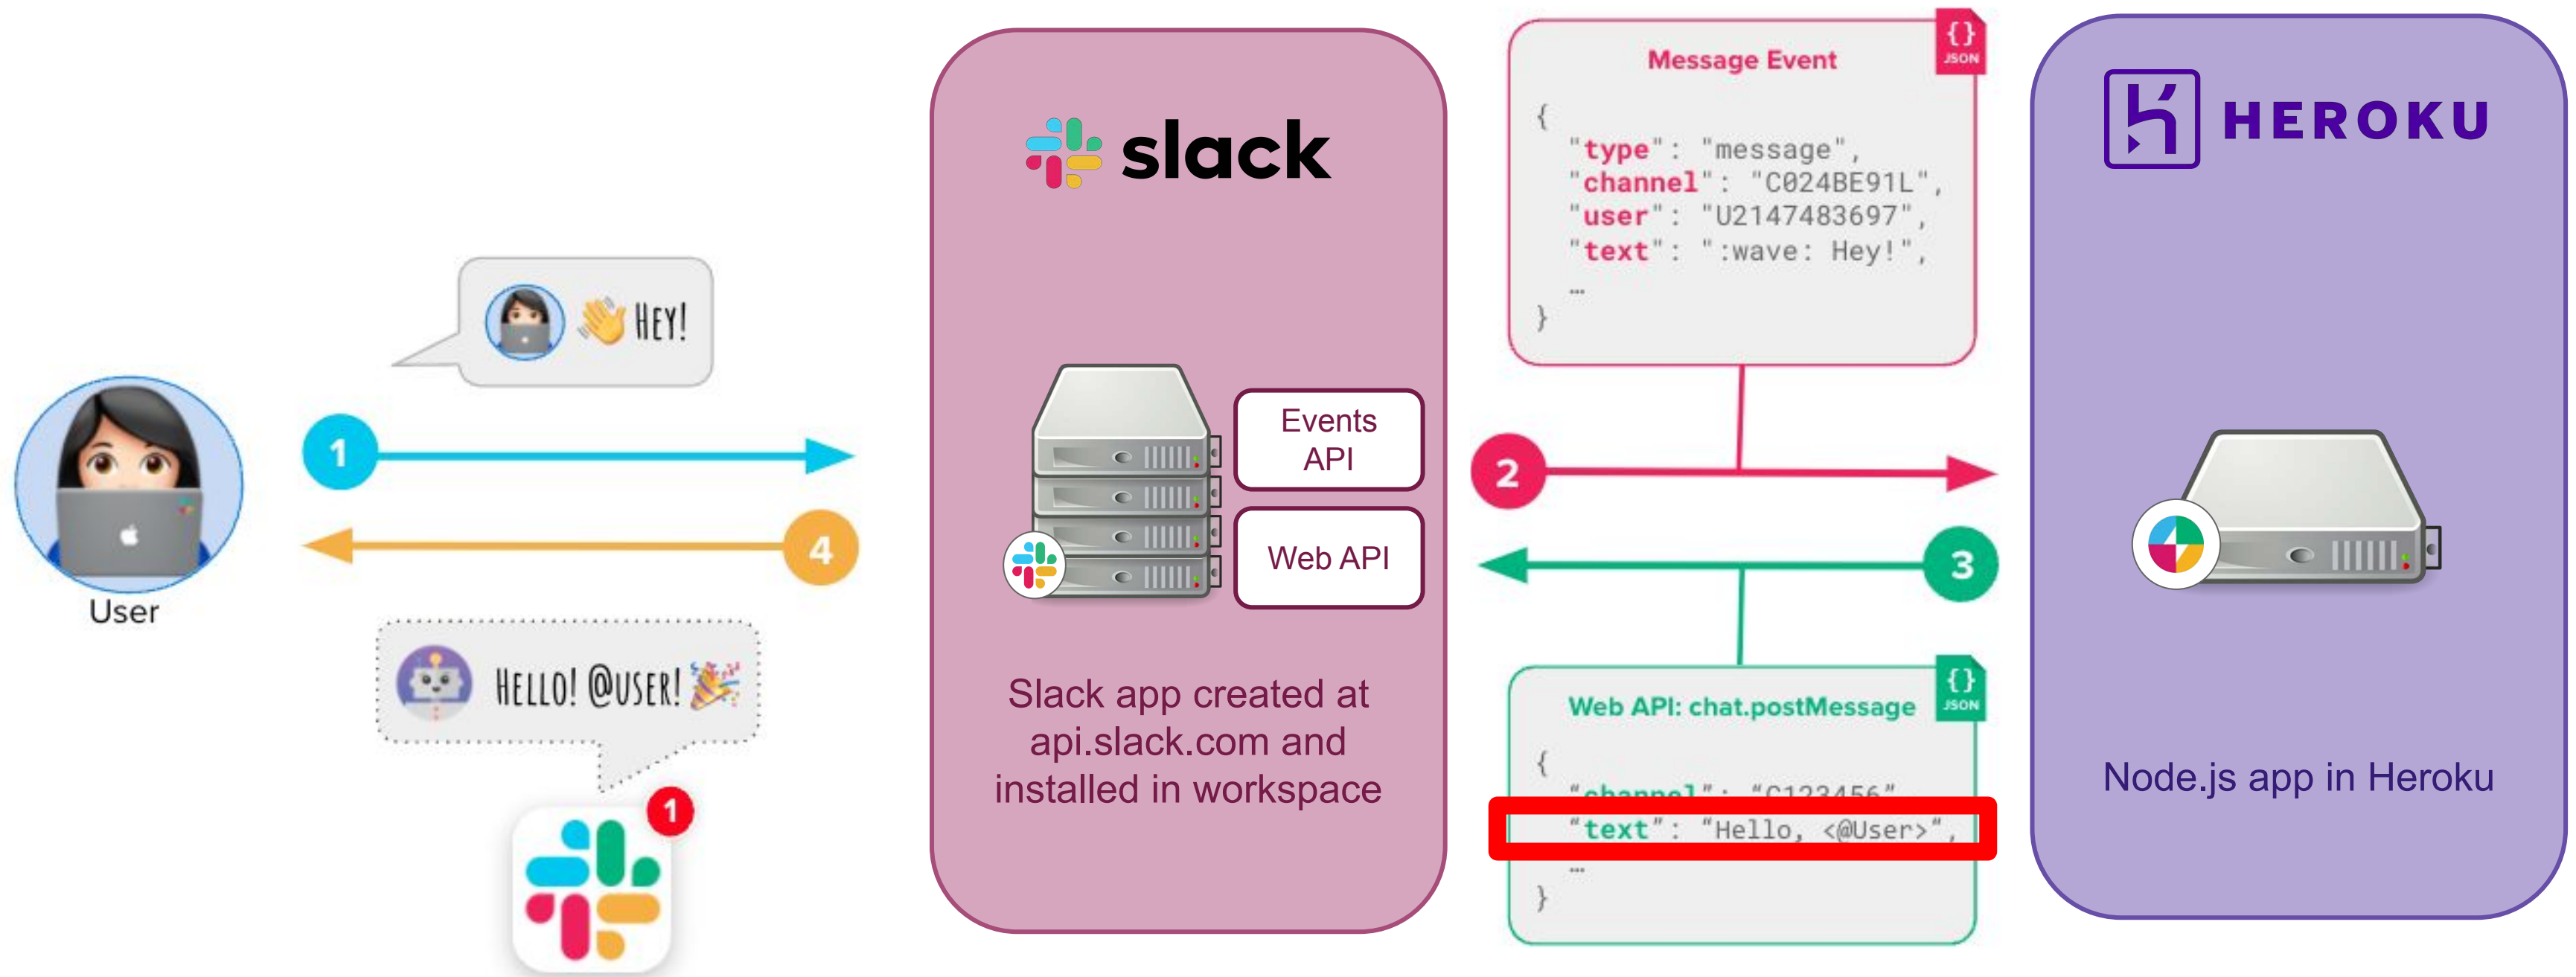 HEY!
1
4
User
HELLO! @USER!
1
slack
Events
API
Web API
Slack app created at
api.slack.com and
installed in workspace
Message Event
{}
JSON
{
"type": "message",
"channel": "C024BE91L",
"user": "U2147483697",
"text": ":wave: Hey!",
…
}
2
3
Web API: chat.postMessage
{}
JSON
{
"channel": "C123456"
"text": "Hello, <@User>",
…
}
HEROKU
Node.js app in Heroku